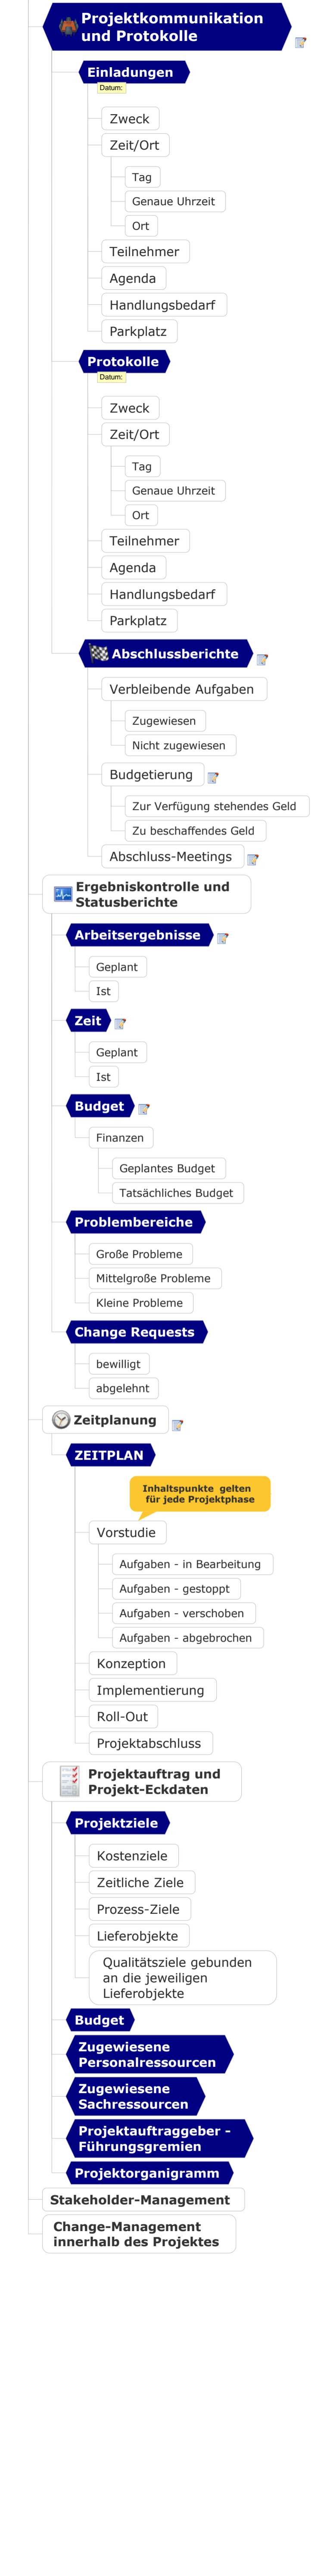 Projektkommunikation
und Protokolle
Einladungen
Datum:
Zweck
Zeit/Ort
Tag
Genaue Uhrzeit
Ort
Teilnehmer
Agenda
Handlungsbedarf
Parkplatz
Protokolle
Datum:
Zweck
Zeit/Ort
Tag
Genaue Uhrzeit
Ort
Teilnehmer
Agenda
Handlungsbedarf
Parkplatz
Abschlussberichte
Verbleibende Aufgaben
Zugewiesen
Nicht zugewiesen
Budgetierung
Zur Verfügung stehendes Geld
Zu beschaffendes Geld
Abschluss-Meetings
Ergebniskontrolle und
Statusberichte
Arbeitsergebnisse
Geplant
Ist
Zeit
Geplant
Ist
Budget
Finanzen
Geplantes Budget
Tatsächliches Budget
Problembereiche
Große Probleme
Mittelgroße Probleme
Kleine Probleme
Change Requests
bewilligt
abgelehnt
Zeitplanung
ZEITPLAN
Inhaltspunkte gelten
für jede Projektphase
Vorstudie
Aufgaben - in Bearbeitung
Aufgaben - gestoppt
Aufgaben - verschoben
Aufgaben - abgebrochen
Konzeption
Implementierung
Roll-Out
Projektabschluss
Projektauftrag und
Projekt-Eckdaten
Projektziele
Kostenziele
Zeitliche Ziele
Prozess-Ziele
Lieferobjekte
Qualitätsziele gebunden
an die jeweiligen
Lieferobjekte
Budget
Zugewiesene
Personalressourcen
Zugewiesene
Sachressourcen
Projektauftraggeber -
Führungsgremien
Projektorganigramm
Stakeholder-Management
Change-Management
innerhalb des Projektes